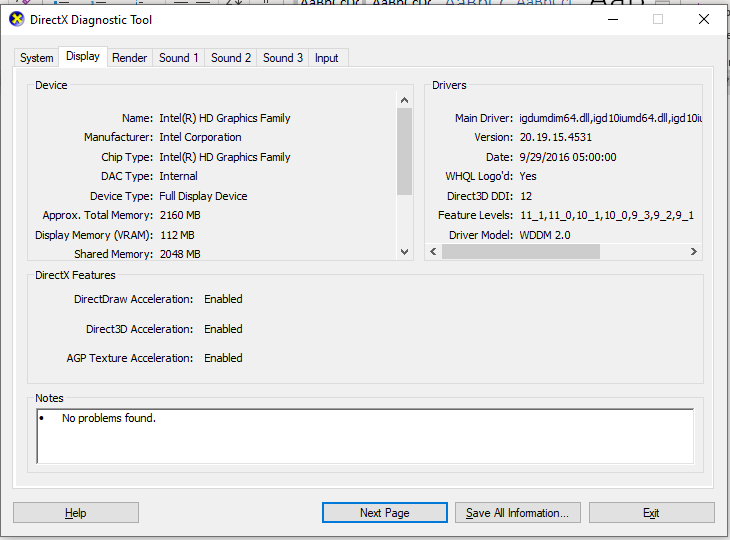 DirectX Diagnostic Tool
System Display Render Sound 1 Sound 2 Sound 3 Input
Device
Name: Intel(R) HD Graphics Family
Manufacturer: Intel Corporation
Chip Type: Intel(R) HD Graphics Family
DAC Type: Internal
Device Type: Full Display Device
Approx. Total Memory: 2160 MB
Display Memory (VRAM): 112 MB
Shared Memory: 2048 MB
Drivers
Main Driver: igdumdim64.dll,igd10iumd64.dll,igd10iu
Version: 20.19.15.4531
Date: 9/29/2016 05:00:00
WHQL Logo'd: Yes
Direct3D DDI: 12
Feature Levels: 11_1,11_0,10_1,10_0,9_3,9_2,9_1
Driver Model: WDDM 2.0
DirectX Features
DirectDraw Acceleration: Enabled
Direct3D Acceleration: Enabled
AGP Texture Acceleration: Enabled
Notes
• No problems found.
Help Next Page Save All Information... Exit